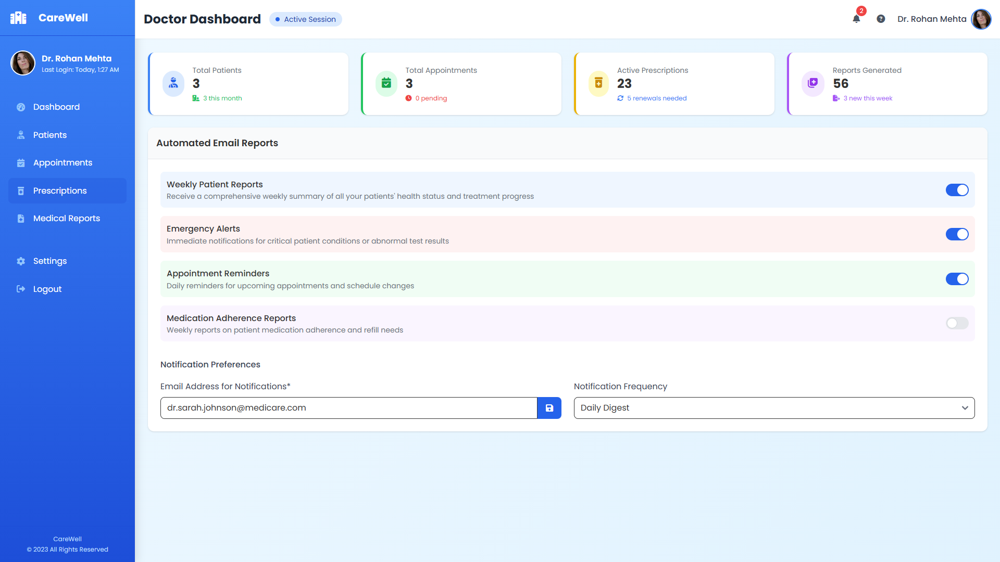 CareWell
Doctor Dashboard
Active Session
2
Dr. Rohan Mehta
Dr. Rohan Mehta
Last Login: Today, 1:27 AM
Dashboard
Patients
Appointments
Prescriptions
Medical Reports
Settings
Logout
CareWell
© 2023 All Rights Reserved
Total Patients
3
3 this month
Total Appointments
3
0 pending
Active Prescriptions
23
5 renewals needed
Reports Generated
56
3 new this week
Automated Email Reports
Weekly Patient Reports
Receive a comprehensive weekly summary of all your patients' health status and treatment progress
Emergency Alerts
Immediate notifications for critical patient conditions or abnormal test results
Appointment Reminders
Daily reminders for upcoming appointments and schedule changes
Medication Adherence Reports
Weekly reports on patient medication adherence and refill needs
Notification Preferences
Email Address for Notifications*
dr.sarah.johnson@medicare.com
Notification Frequency
Daily Digest